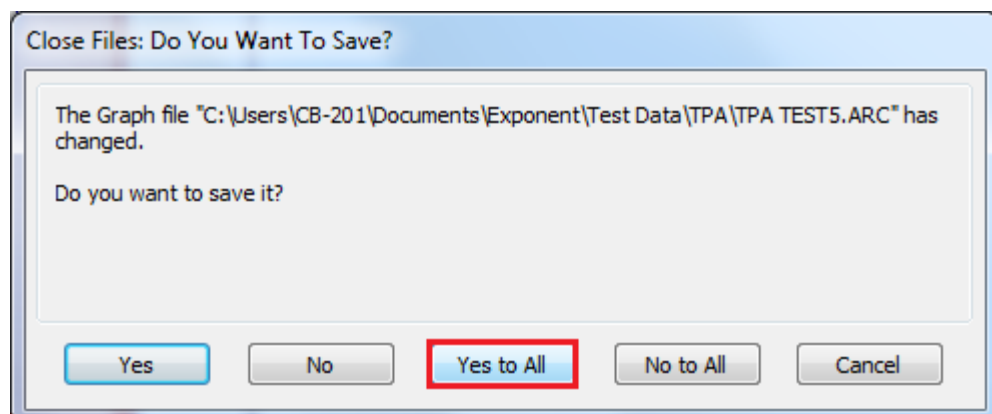 Close Files: Do You Want To Save?
The Graph file "C:\Users\CB-201\Documents\Exponent\Test Data\TPA\TPA TEST5.ARC" has
changed.
Do you want to save it?
Yes No Yes to All No to All Cancel